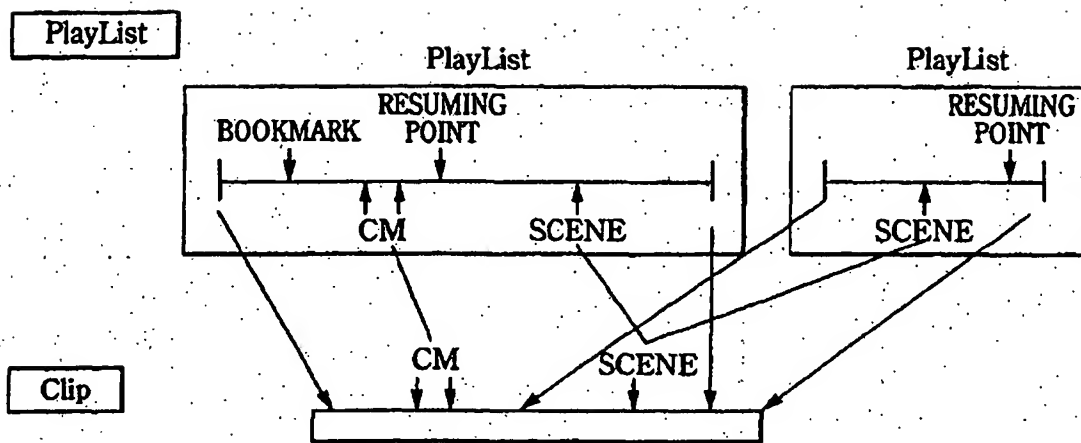 PlayList
PlayList
PlayList
RESUMING
POINT
BOOKMARK
CM
SCENE
RESUMING
POINT
SCENE
CM
SCENE
Clip